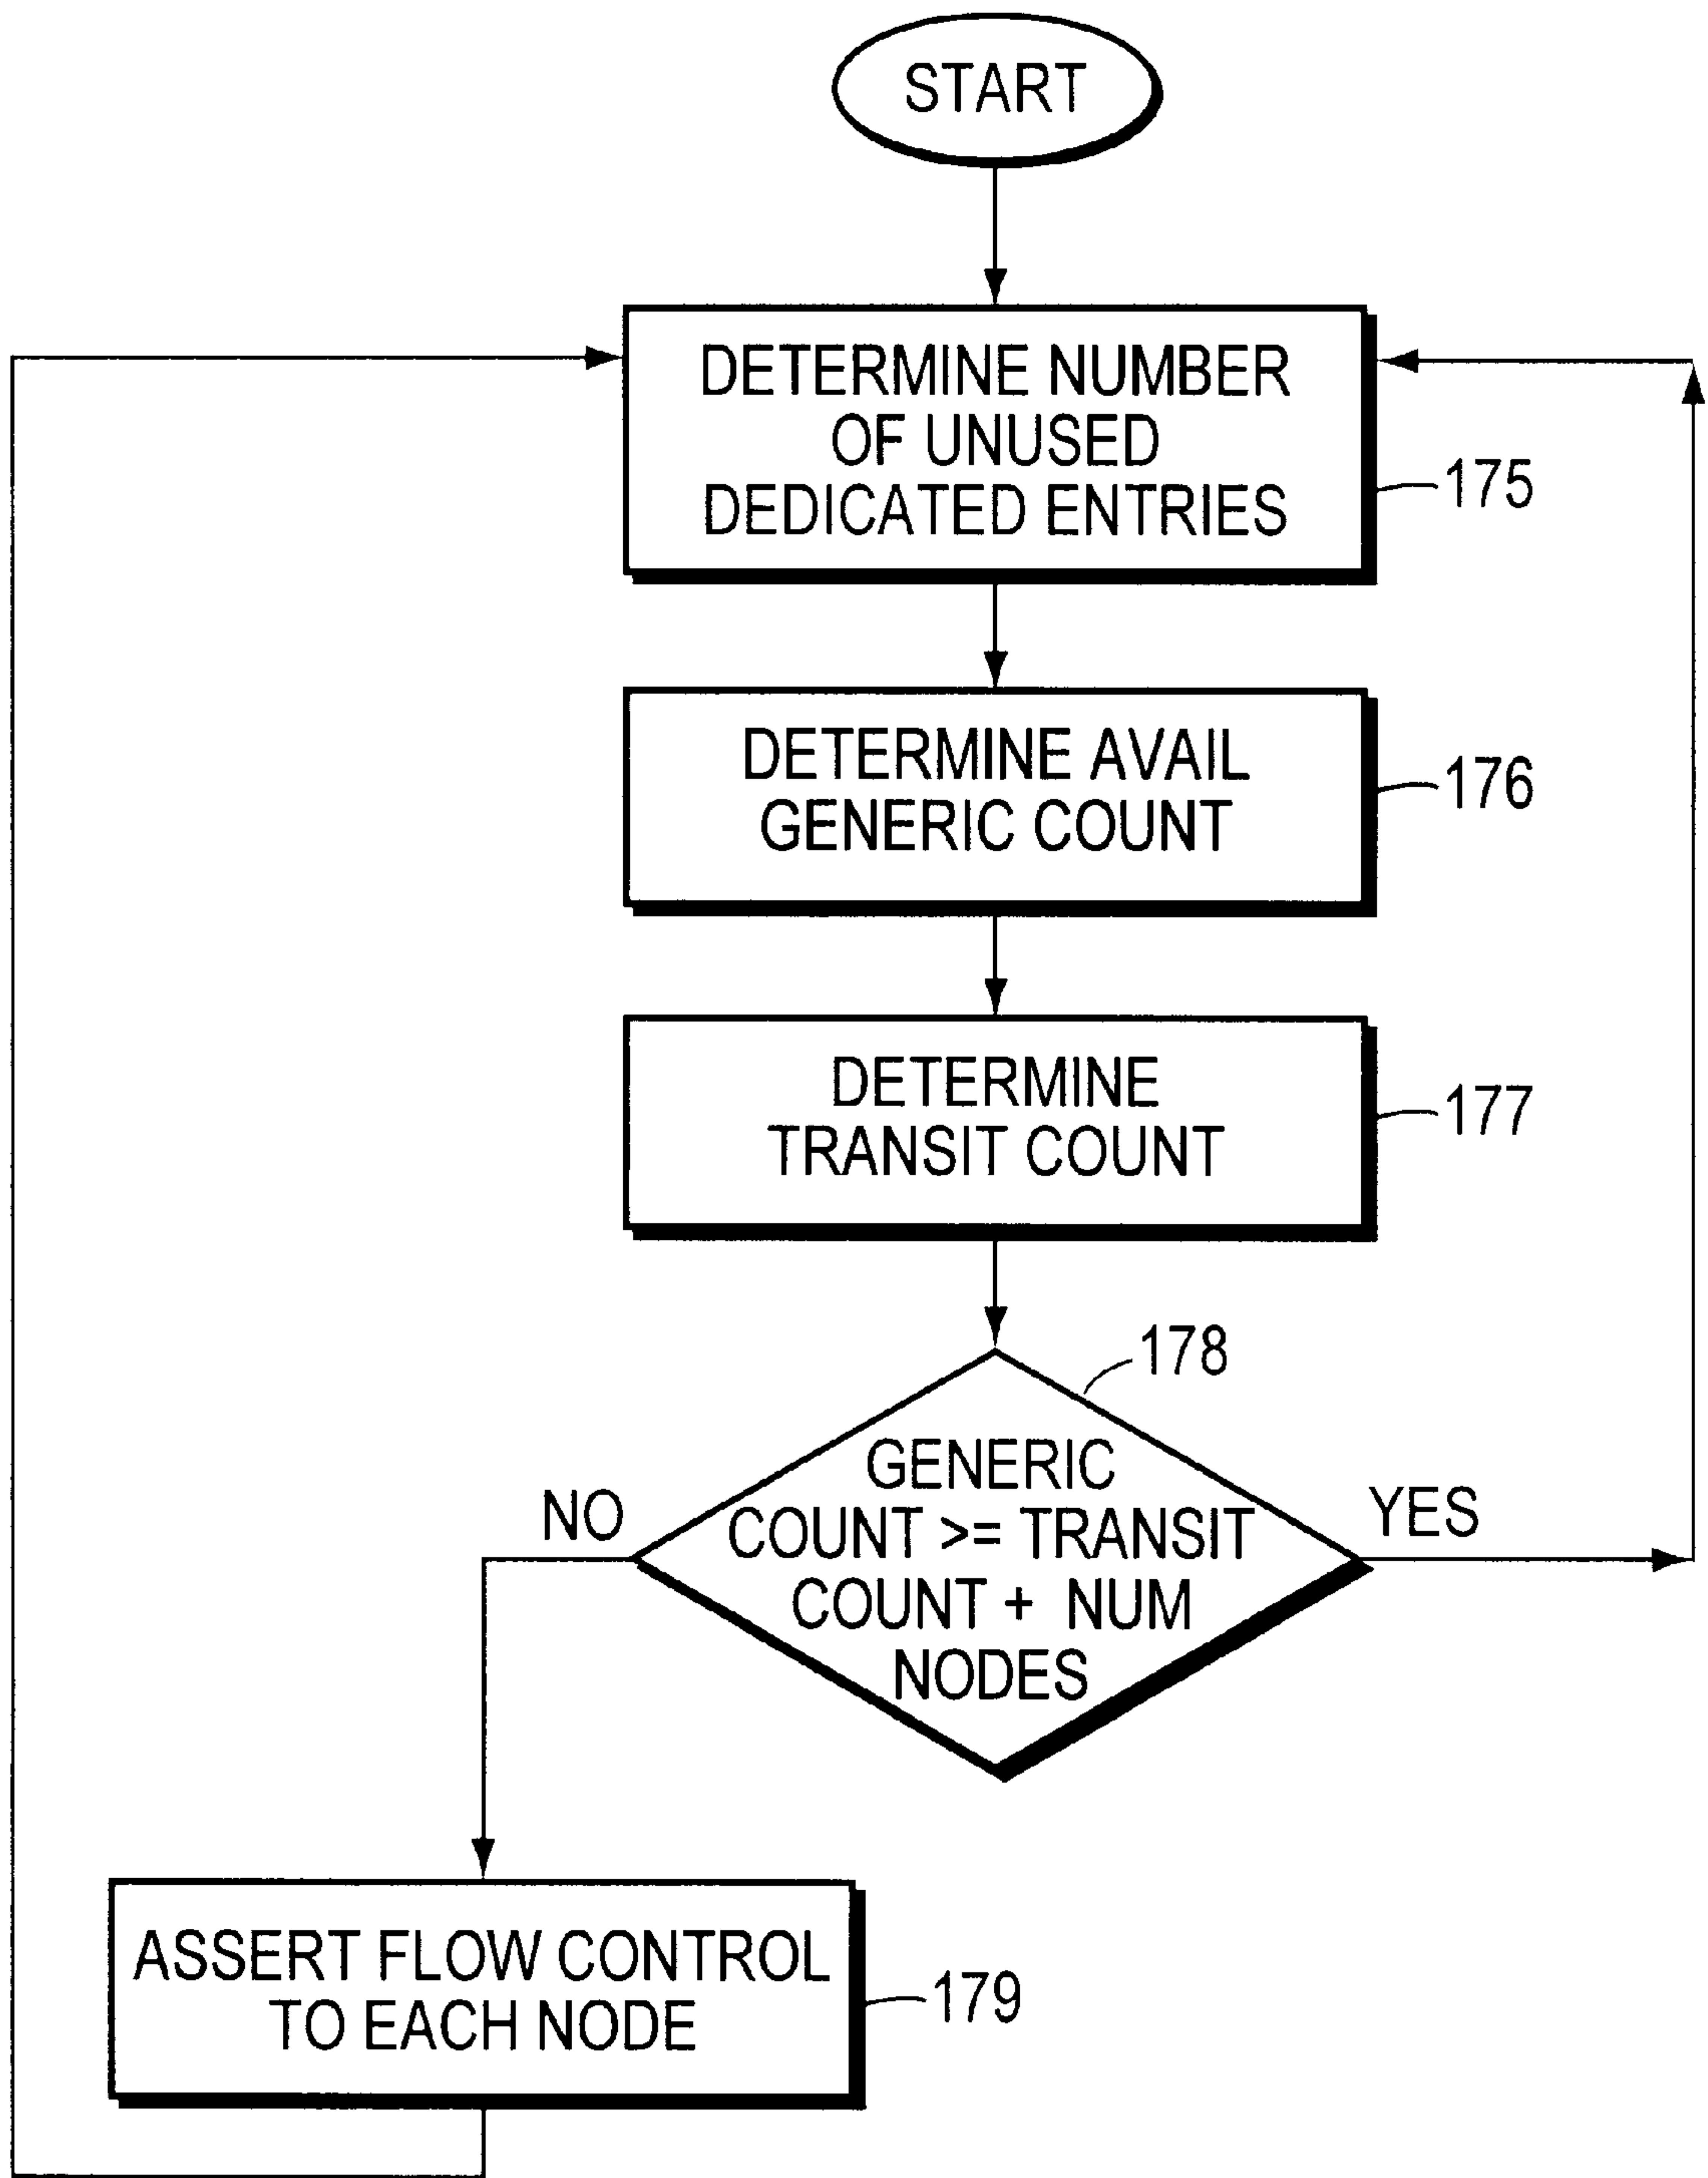 START
DETERMINE NUMBER
OF UNUSED
DEDICATED ENTRIES
175
DETERMINE AVAIL
GENERIC COUNT
176
DETERMINE
TRANSIT COUNT
177
178
GENERIC
COUNT >= TRANSIT
COUNT + NUM
NODES
NO
YES
ASSERT FLOW CONTROL
TO EACH NODE
179